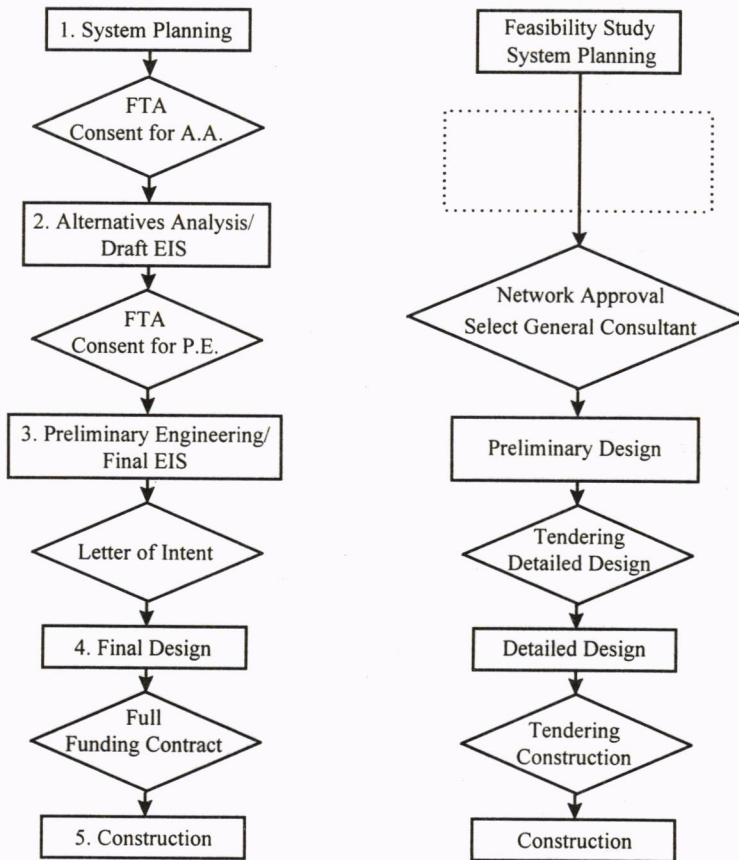 1. System Planning
FTA
Consent for A.A.
2. Alternatives Analysis/
Draft EIS
FTA
Consent for P.E.
3. Preliminary Engineering/
Final EIS
Letter of Intent
4. Final Design
Full
Funding Contract
5. Construction
Feasibility Study
System Planning
Network Approval
Select General Consultant
Preliminary Design
Tendering
Detailed Design
Detailed Design
Tendering
Construction
Construction